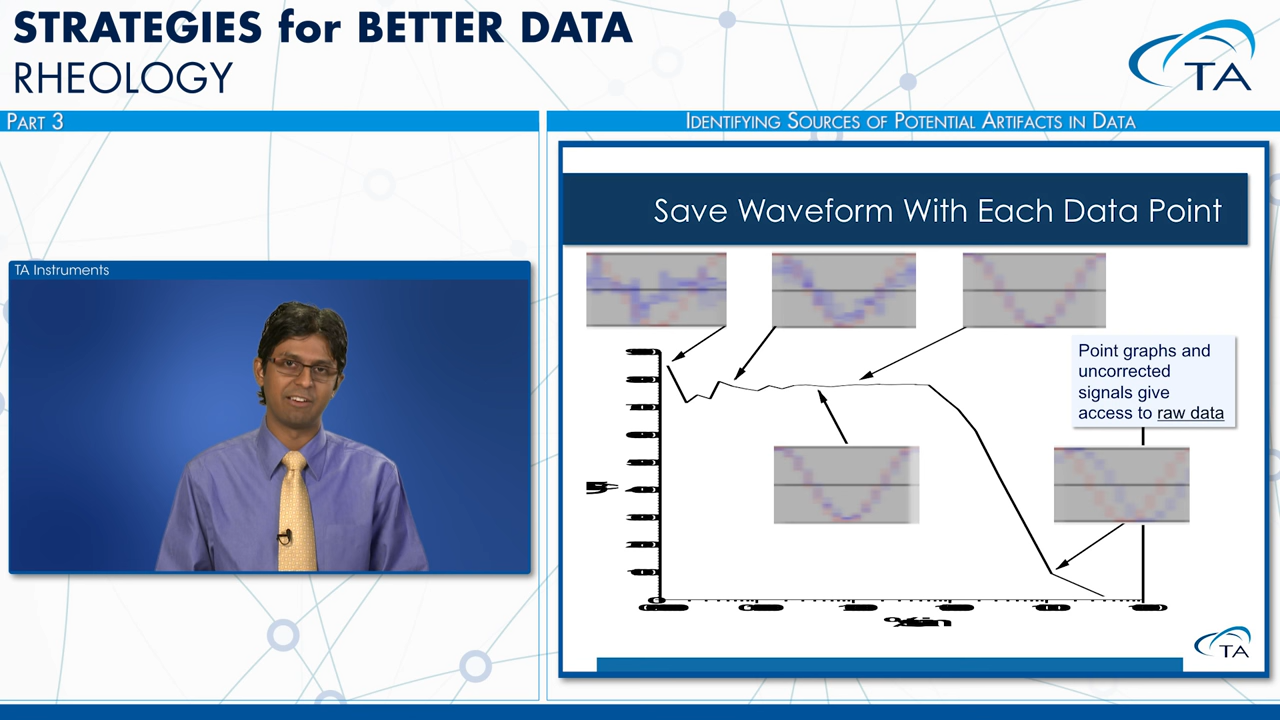 STRATEGIES for BETTER DATA
RHEOLOGY
TA
PART 3
IDENTIFYING SOURCES OF POTENTIAL ARTIFACTS IN DATA
TA Instruments
Save Waveform With Each Data Point
Point graphs and
uncorrected
signals give
access to raw data
TA